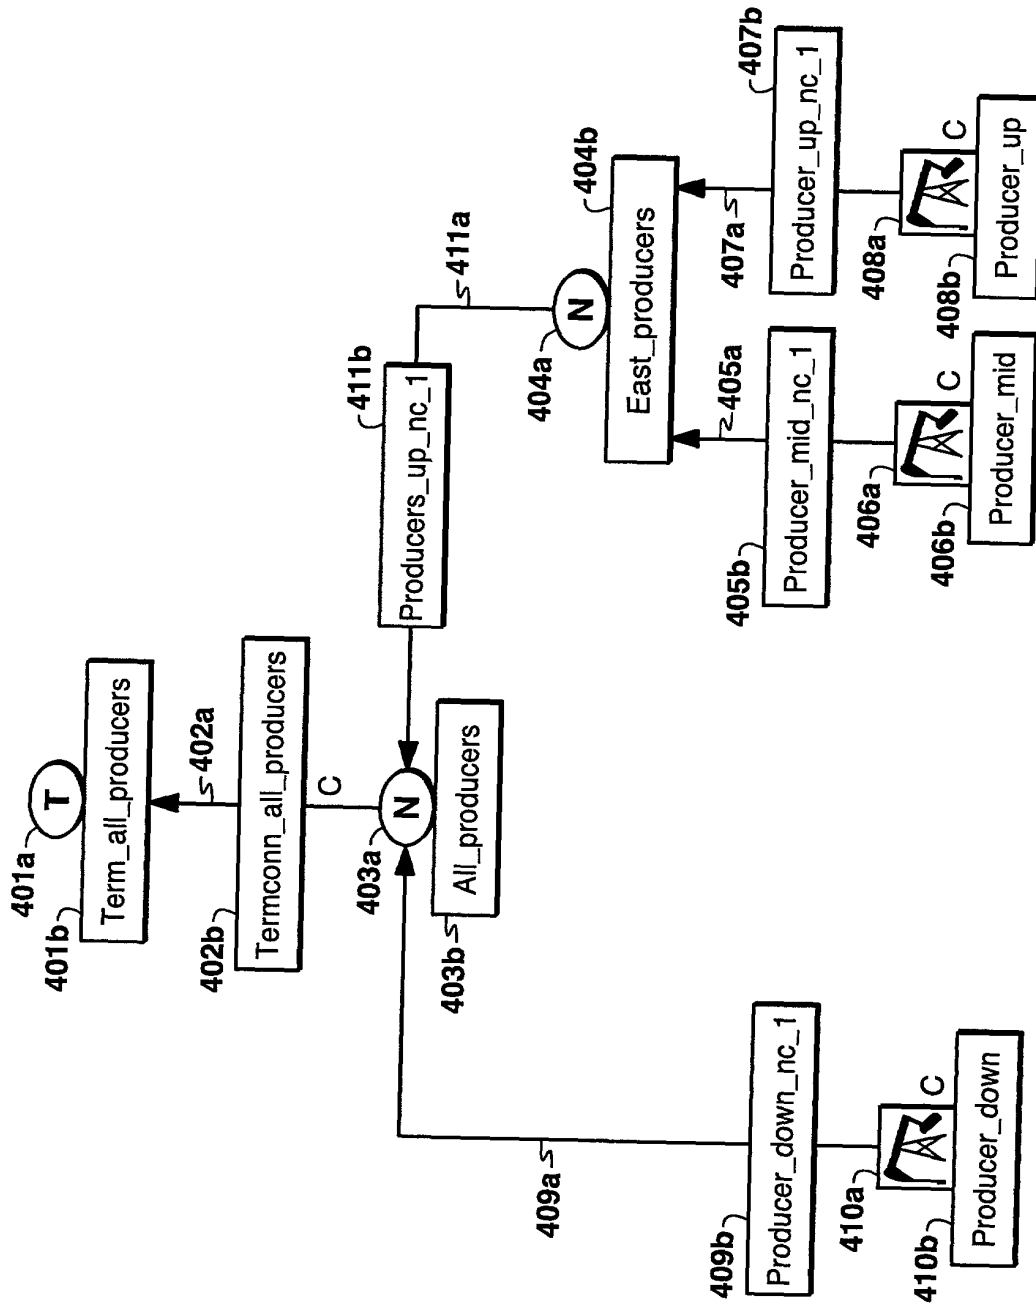 401a
T
401b
Term_all_producers
402a
402b
Termconn_all_producers
C
403a
N
403b
All_producers
411b
Producers_up_nc_1
411a
404a
N
404b
East_producers
405a
407a
405b
Producer_mid_nc_1
407b
Producer_up_nc_1
406a
C
406b
Producer_mid
408a
C
408b
Producer_up
409a
409b
Producer_down_nc_1
410a
C
410b
Producer_down